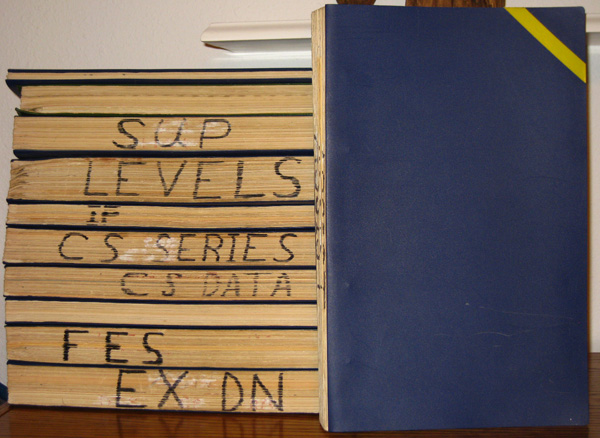 SUP
LEVELS
IF
CS SERIES
CS DATA
FES
EX DN